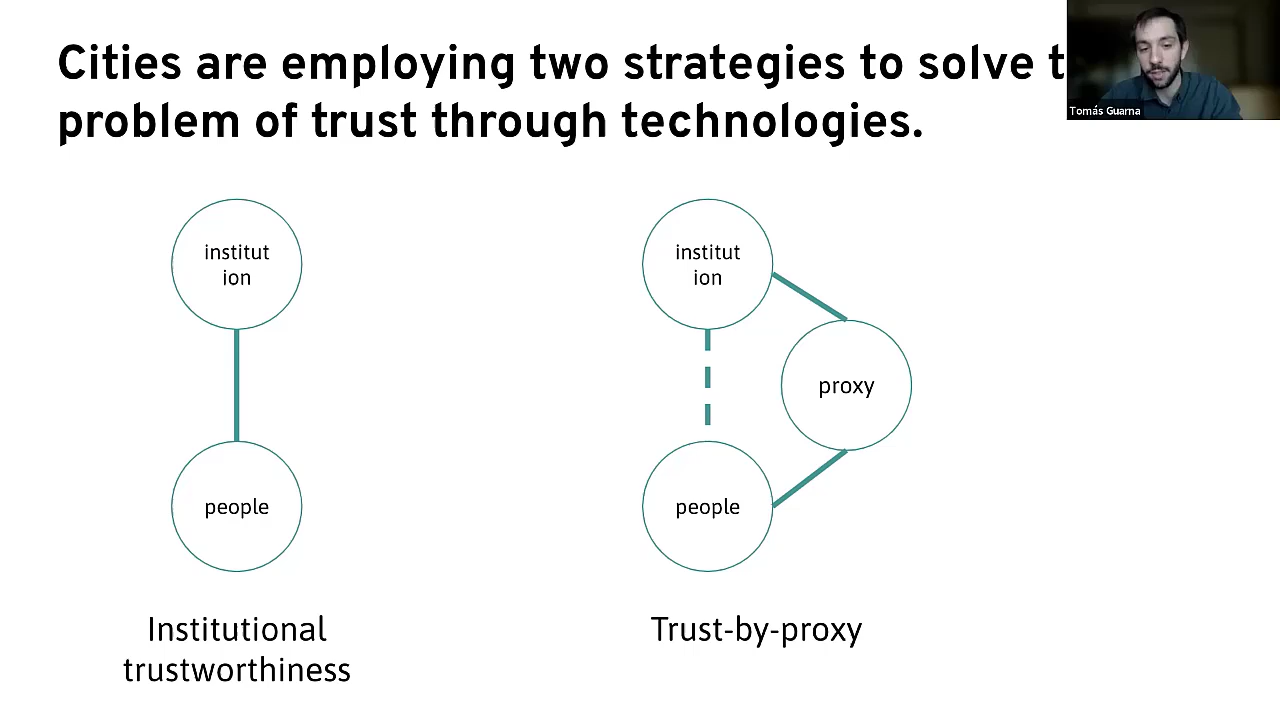 Cities are employing two strategies to solve t
problem of trust through technologies.
Tomás Guarna
institut
ion
people
Institutional
trustworthiness
institut
ion
proxy
people
Trust-by-proxy